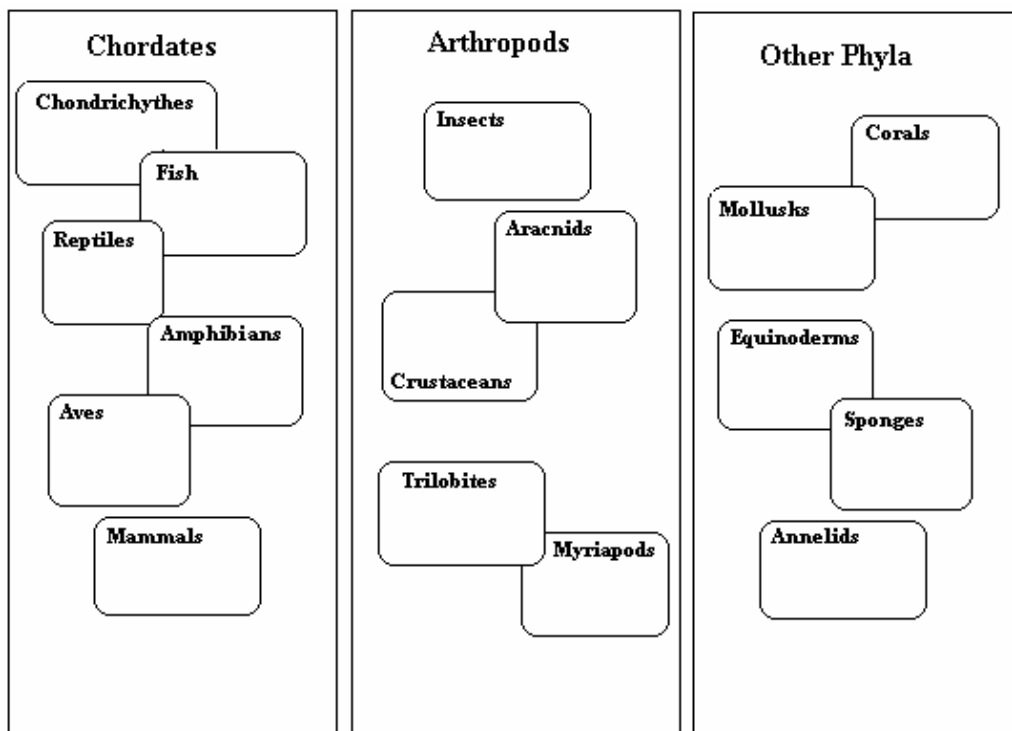 Chordates
Chondrichythes
Fish
Reptiles
Amphibians
Aves
Mammals
Arthropods
Insects
Aracnids
Crustaceans
Trilobites
Myriapods
Other Phyla
Corals
Mollusks
Equinoderms
Sponges
Annelids